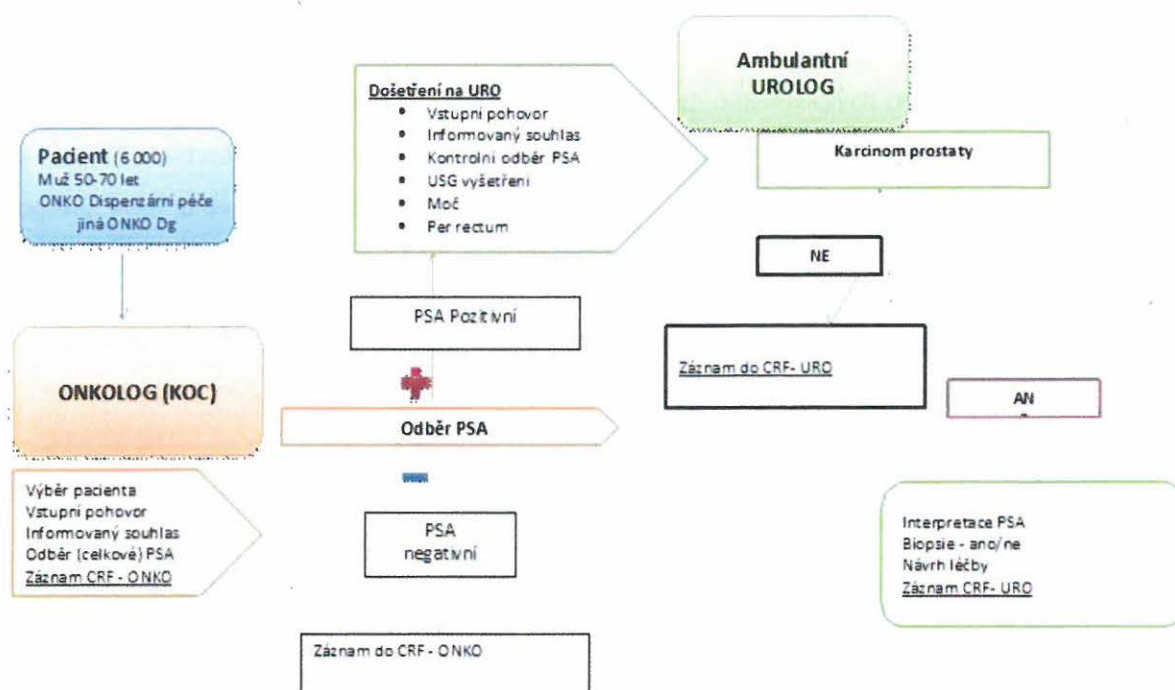 Pacient (6 000)
Muž 50-70 let
ONKO Dispenzární péče
jiná ONKO Dg
ONKOLOG (KOC)
Výběr pacienta
Vstupní pohovor
Informovaný souhlas
Odběr (celkové) PSA
Záznam CRF - ONKO
Došetření na URO
• Vstupní pohovor
• Informovaný souhlas
• Kontrolní odběr PSA
• USG vyšetření
• Moč
• Per rectum
PSA Pozitivní
Odběr PSA
PSA
negativní
Záznam do CRF - ONKO
Ambulantní
UROLOG
Karcinom prostaty
NE
Záznam do CRF- URO
AN
Interpretace PSA
Biopsie - ano/ne
Návrh léčby
Záznam CRF- URO